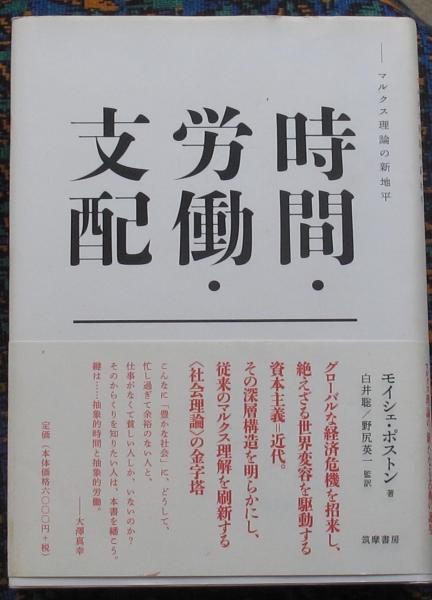 ──マルクス理論の新地平
時間・
労働・
支配
モイシェ・ポストン 著
白井聡/野尻英一 監訳
筑摩書房
グローバルな経済危機を招来し、
絶えざる世界変容を駆動する
資本主義=近代。
その深層構造を明らかにし、
従来のマルクス理解を刷新する
〈社会理論〉の金字塔
こんなに「豊かな社会」に、どうして、
忙し過ぎて余裕のない人と、
仕事がなくて貧しい人しか、いないのか?
そのからくりを知りたい人は、本書を繙こう。
鍵は……抽象的時間と抽象的労働。
──大澤真幸
定価(本体価格六〇〇〇円+税)